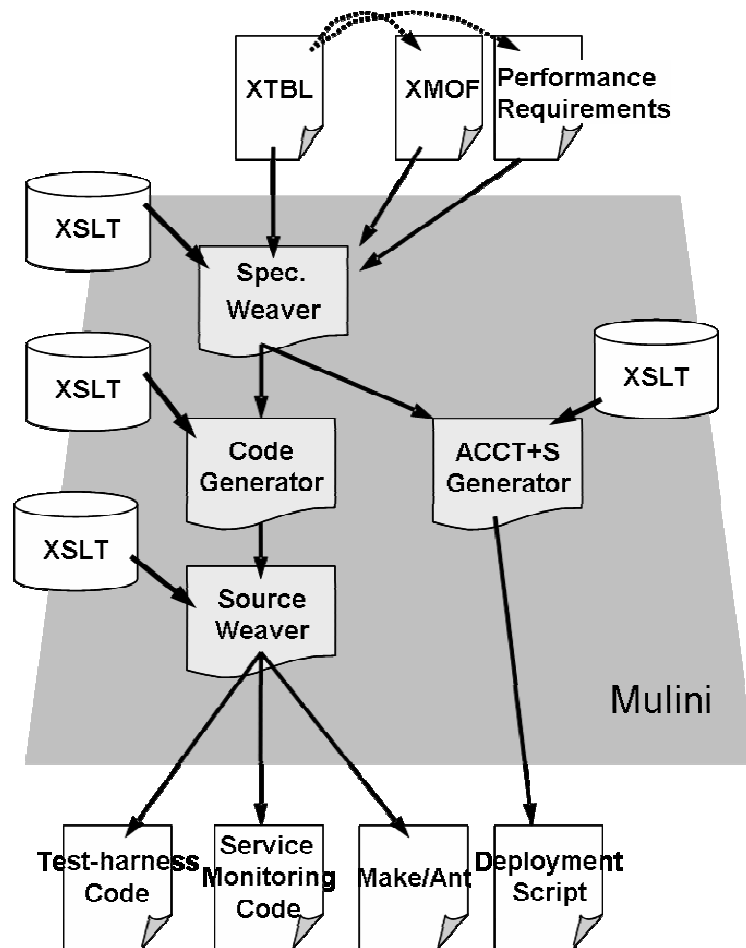 XTBL
XMOF
Performance
Requirements
XSLT
Spec.
Weaver
XSLT
XSLT
Code
Generator
ACCT+S
Generator
XSLT
Source
Weaver
Mulini
Test-harness
Code
Service
Monitoring
Code
Make/Ant
Deployment
Script